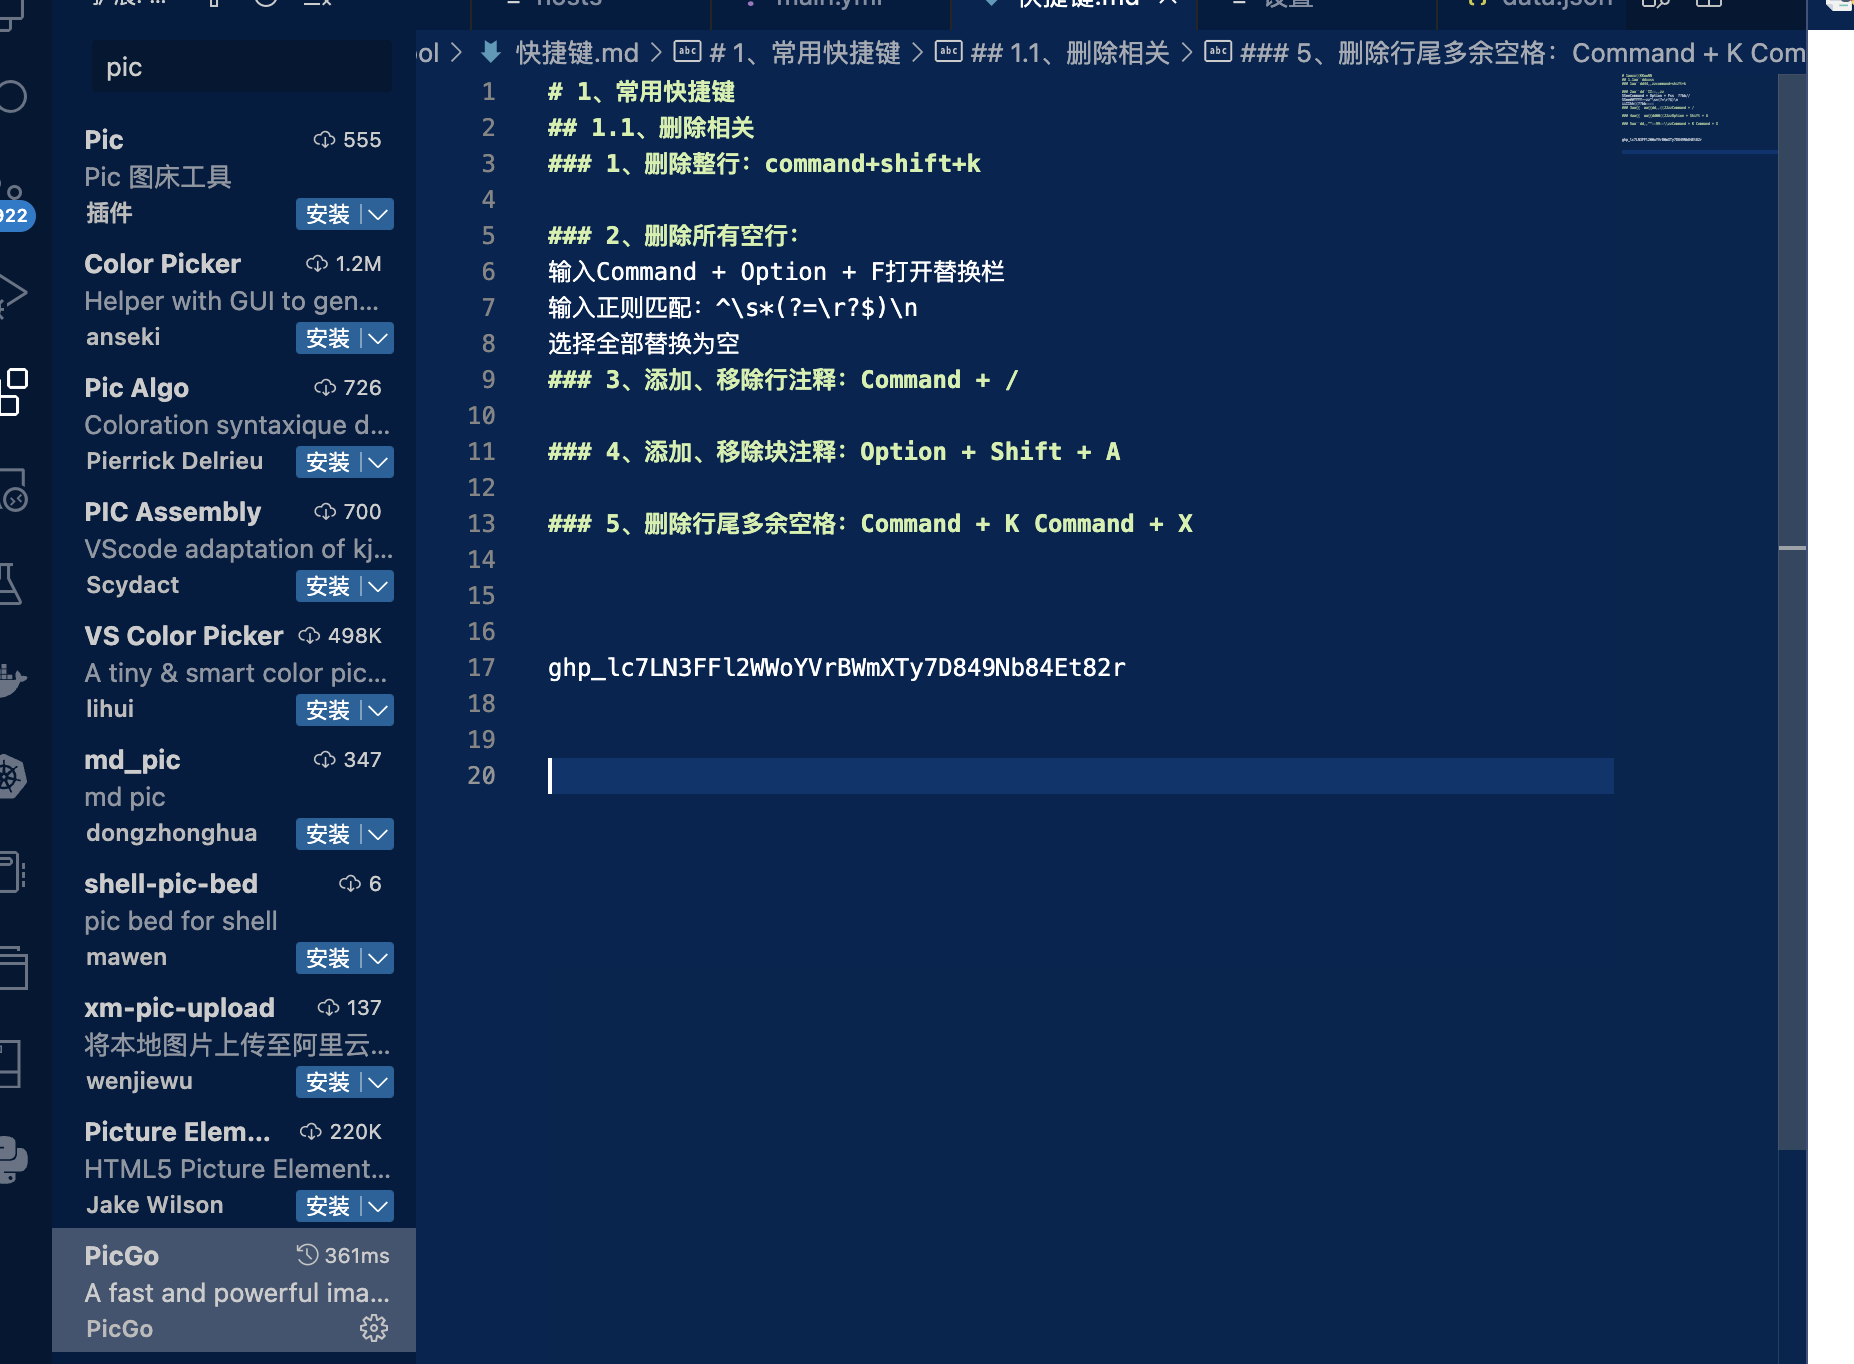 hosts
main.yml
快捷键.md
设置
data.json
pic
Pic 555
Pic 图床工具
插件 安装
Color Picker 1.2M
Helper with GUI to gen...
anseki 安装
Pic Algo 726
Coloration syntaxique d...
Pierrick Delrieu 安装
PIC Assembly 700
VScode adaptation of kj...
Scydact 安装
VS Color Picker 498K
A tiny & smart color pic...
lihui 安装
md_pic 347
md pic
dongzhonghua 安装
shell-pic-bed 6
pic bed for shell
mawen 安装
xm-pic-upload 137
将本地图片上传至阿里云...
wenjiewu 安装
Picture Elem... 220K
HTML5 Picture Element...
Jake Wilson 安装
PicGo 361ms
A fast and powerful ima...
PicGo
922
ol > 快捷键.md > # 1、常用快捷键 > ## 1.1、删除相关 > ### 5、删除行尾多余空格：Command + K Com
1 # 1、常用快捷键
2 ## 1.1、删除相关
3 ### 1、删除整行：command+shift+k
4
5 ### 2、删除所有空行：
6 输入Command + Option + F打开替换栏
7 输入正则匹配：^\s*(?=\r?$)\n
8 选择全部替换为空
9 ### 3、添加、移除行注释：Command + /
10
11 ### 4、添加、移除块注释：Option + Shift + A
12
13 ### 5、删除行尾多余空格：Command + K Command + X
14
15
16
17 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
18
19
20